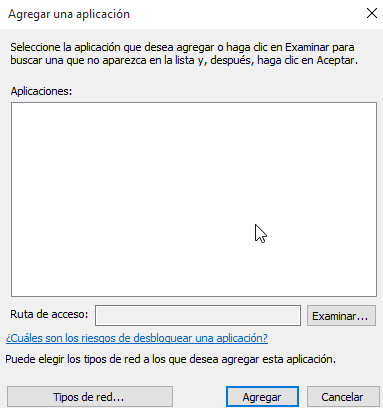 Agregar una aplicación
Seleccione la aplicación que desea agregar o haga clic en Examinar para
buscar una que no aparezca en la lista y, después, haga clic en Aceptar.
Aplicaciones:
Ruta de acceso:
Examinar...
¿Cuáles son los riesgos de desbloquear una aplicación?
Puede elegir los tipos de red a los que desea agregar esta aplicación.
Tipos de red...
Agregar
Cancelar